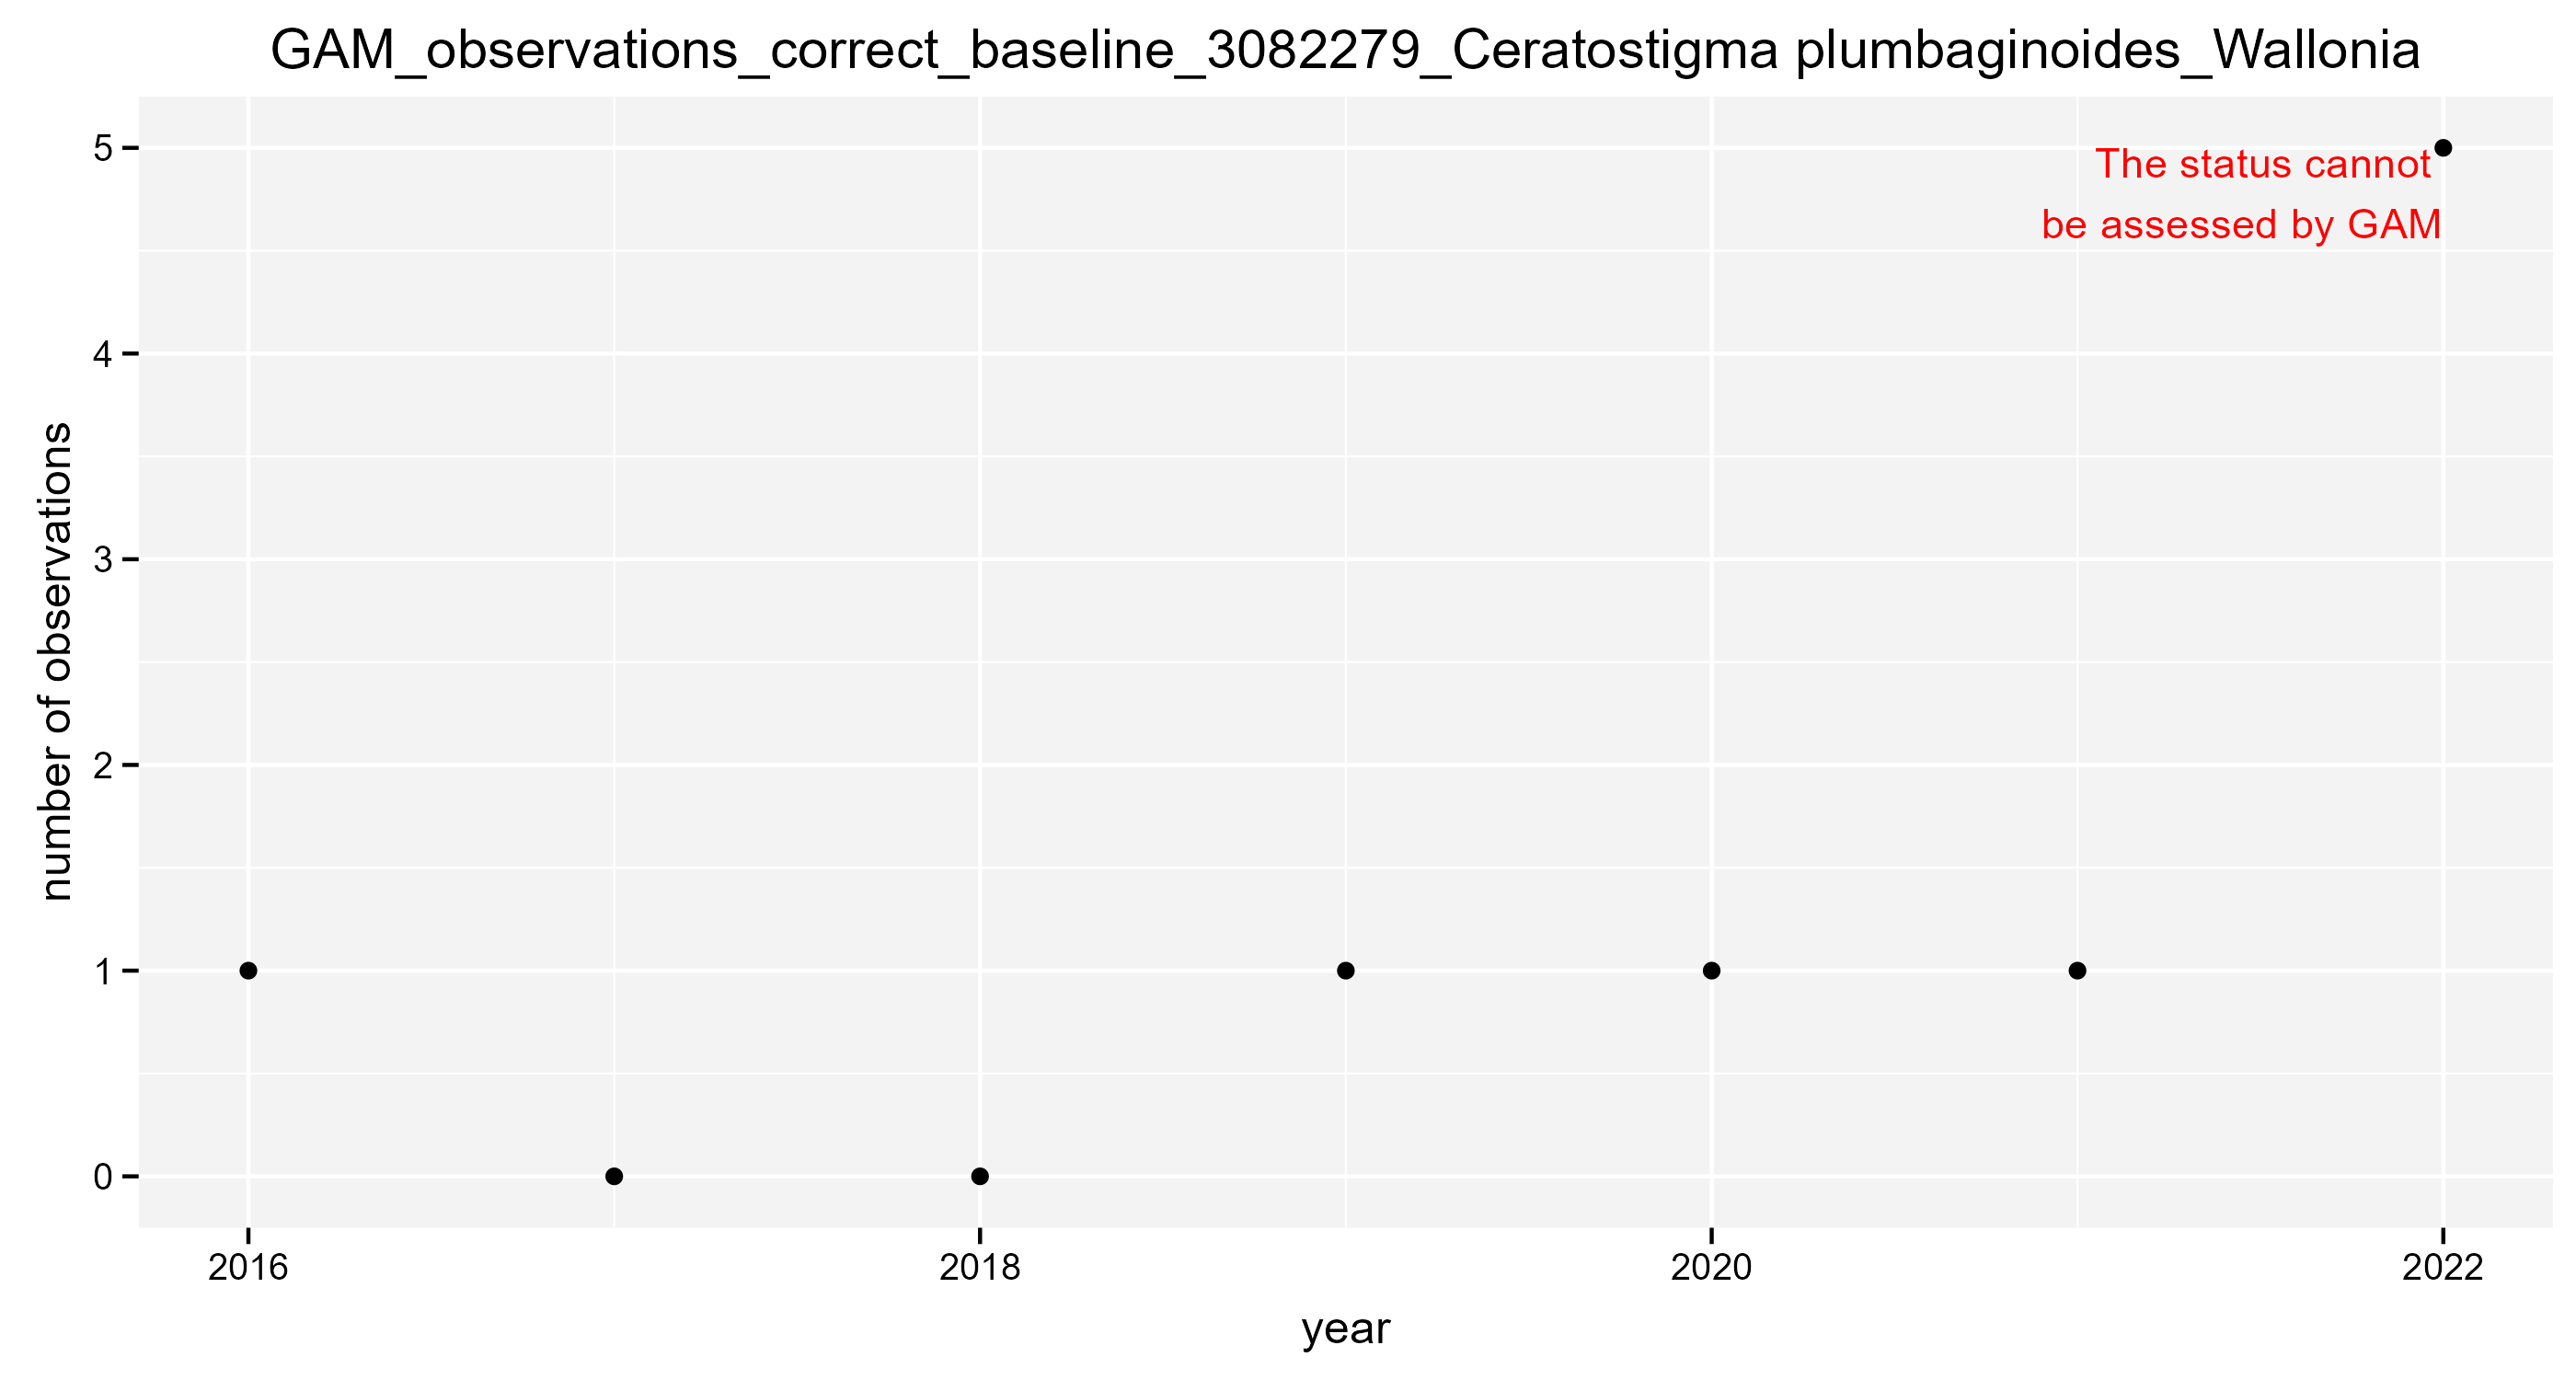 GAM_observations_correct_baseline_3082279_Ceratostigma plumbaginoides_Wallonia
The status cannot
be assessed by GAM
number of observations
5
4
3
2
1
0
2016 2018 2020 2022
year